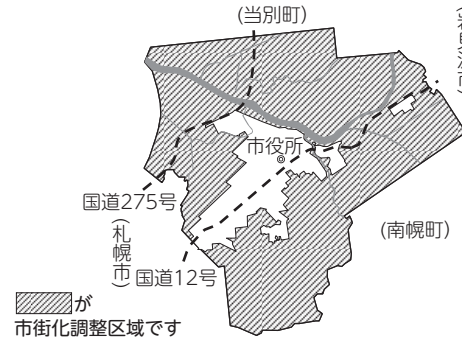 (当別町)
市役所
国道275号
(札幌市)
(南幌町)
国道12号
が
市街化調整区域です